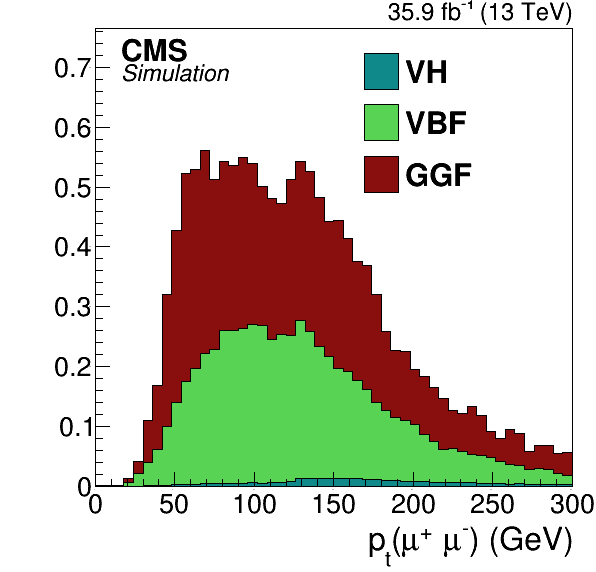 35.9 fb⁻¹ (13 TeV)
CMS
Simulation
VH
VBF
GGF
0.7
0.6
0.5
0.4
0.3
0.2
0.1
0
0 50 100 150 200 250 300
pₜ(μ⁺ μ⁻) (GeV)